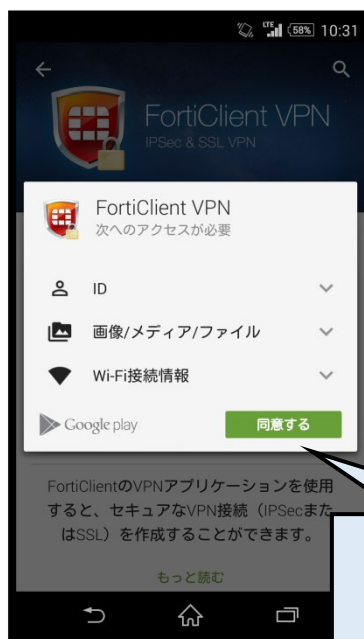 LTE 58% 10:31
FortiClient VPN
IPSec & SSL VPN
FortiClient VPN
次へのアクセスが必要
ID
画像/メディア/ファイル
Wi-Fi接続情報
Google play
同意する
FortiClientのVPNアプリケーションを使用
すると、セキュアなVPN接続（IPSecまた
はSSL）を作成することができます。
もっと読む